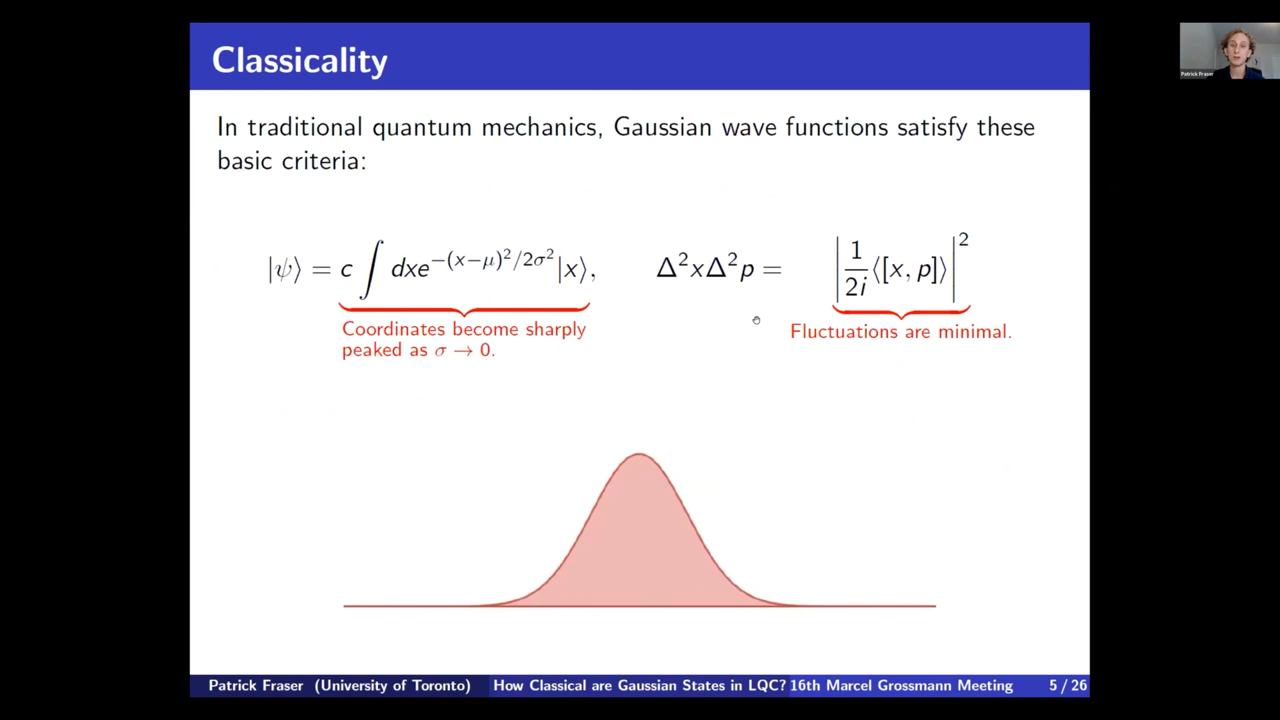 Classicality
Patrick Fraser
In traditional quantum mechanics, Gaussian wave functions satisfy these
basic criteria:
|ψ⟩ = c ∫ dxe^{−(x−μ)²/2σ²}|x⟩, Δ²xΔ²p = |1/2i ⟨[x, p]⟩|²
Coordinates become sharply
peaked as σ → 0.
Fluctuations are minimal.
Patrick Fraser (University of Toronto) How Classical are Gaussian States in LQC? 16th Marcel Grossmann Meeting 5 / 26